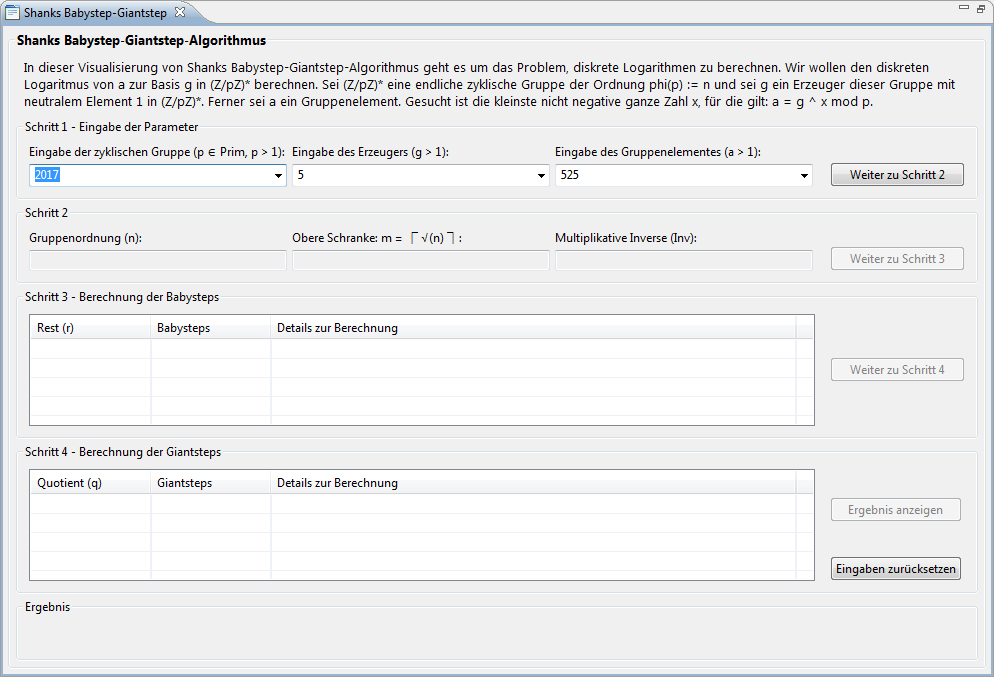 Shanks Babystep-Giantstep
Shanks Babystep-Giantstep-Algorithmus
In dieser Visualisierung von Shanks Babystep-Giantstep-Algorithmus geht es um das Problem, diskrete Logarithmen zu berechnen. Wir wollen den diskreten
Logaritmus von a zur Basis g in (Z/pZ)* berechnen. Sei (Z/pZ)* eine endliche zyklische Gruppe der Ordnung phi(p) := n und sei g ein Erzeuger dieser Gruppe mit
neutralem Element 1 in (Z/pZ)*. Ferner sei a ein Gruppenelement. Gesucht ist die kleinste nicht negative ganze Zahl x, für die gilt: a = g ^ x mod p.
Schritt 1 - Eingabe der Parameter
Eingabe der zyklischen Gruppe (p ∈ Prim, p > 1): Eingabe des Erzeugers (g > 1): Eingabe des Gruppenelementes (a > 1):
2017 5 525 Weiter zu Schritt 2
Schritt 2
Gruppenordnung (n): Obere Schranke: m = ⎡ √(n) ⎤ : Multiplikative Inverse (Inv):
Weiter zu Schritt 3
Schritt 3 - Berechnung der Babysteps
Rest (r) Babysteps Details zur Berechnung
Weiter zu Schritt 4
Schritt 4 - Berechnung der Giantsteps
Quotient (q) Giantsteps Details zur Berechnung
Ergebnis anzeigen
Eingaben zurücksetzen
Ergebnis